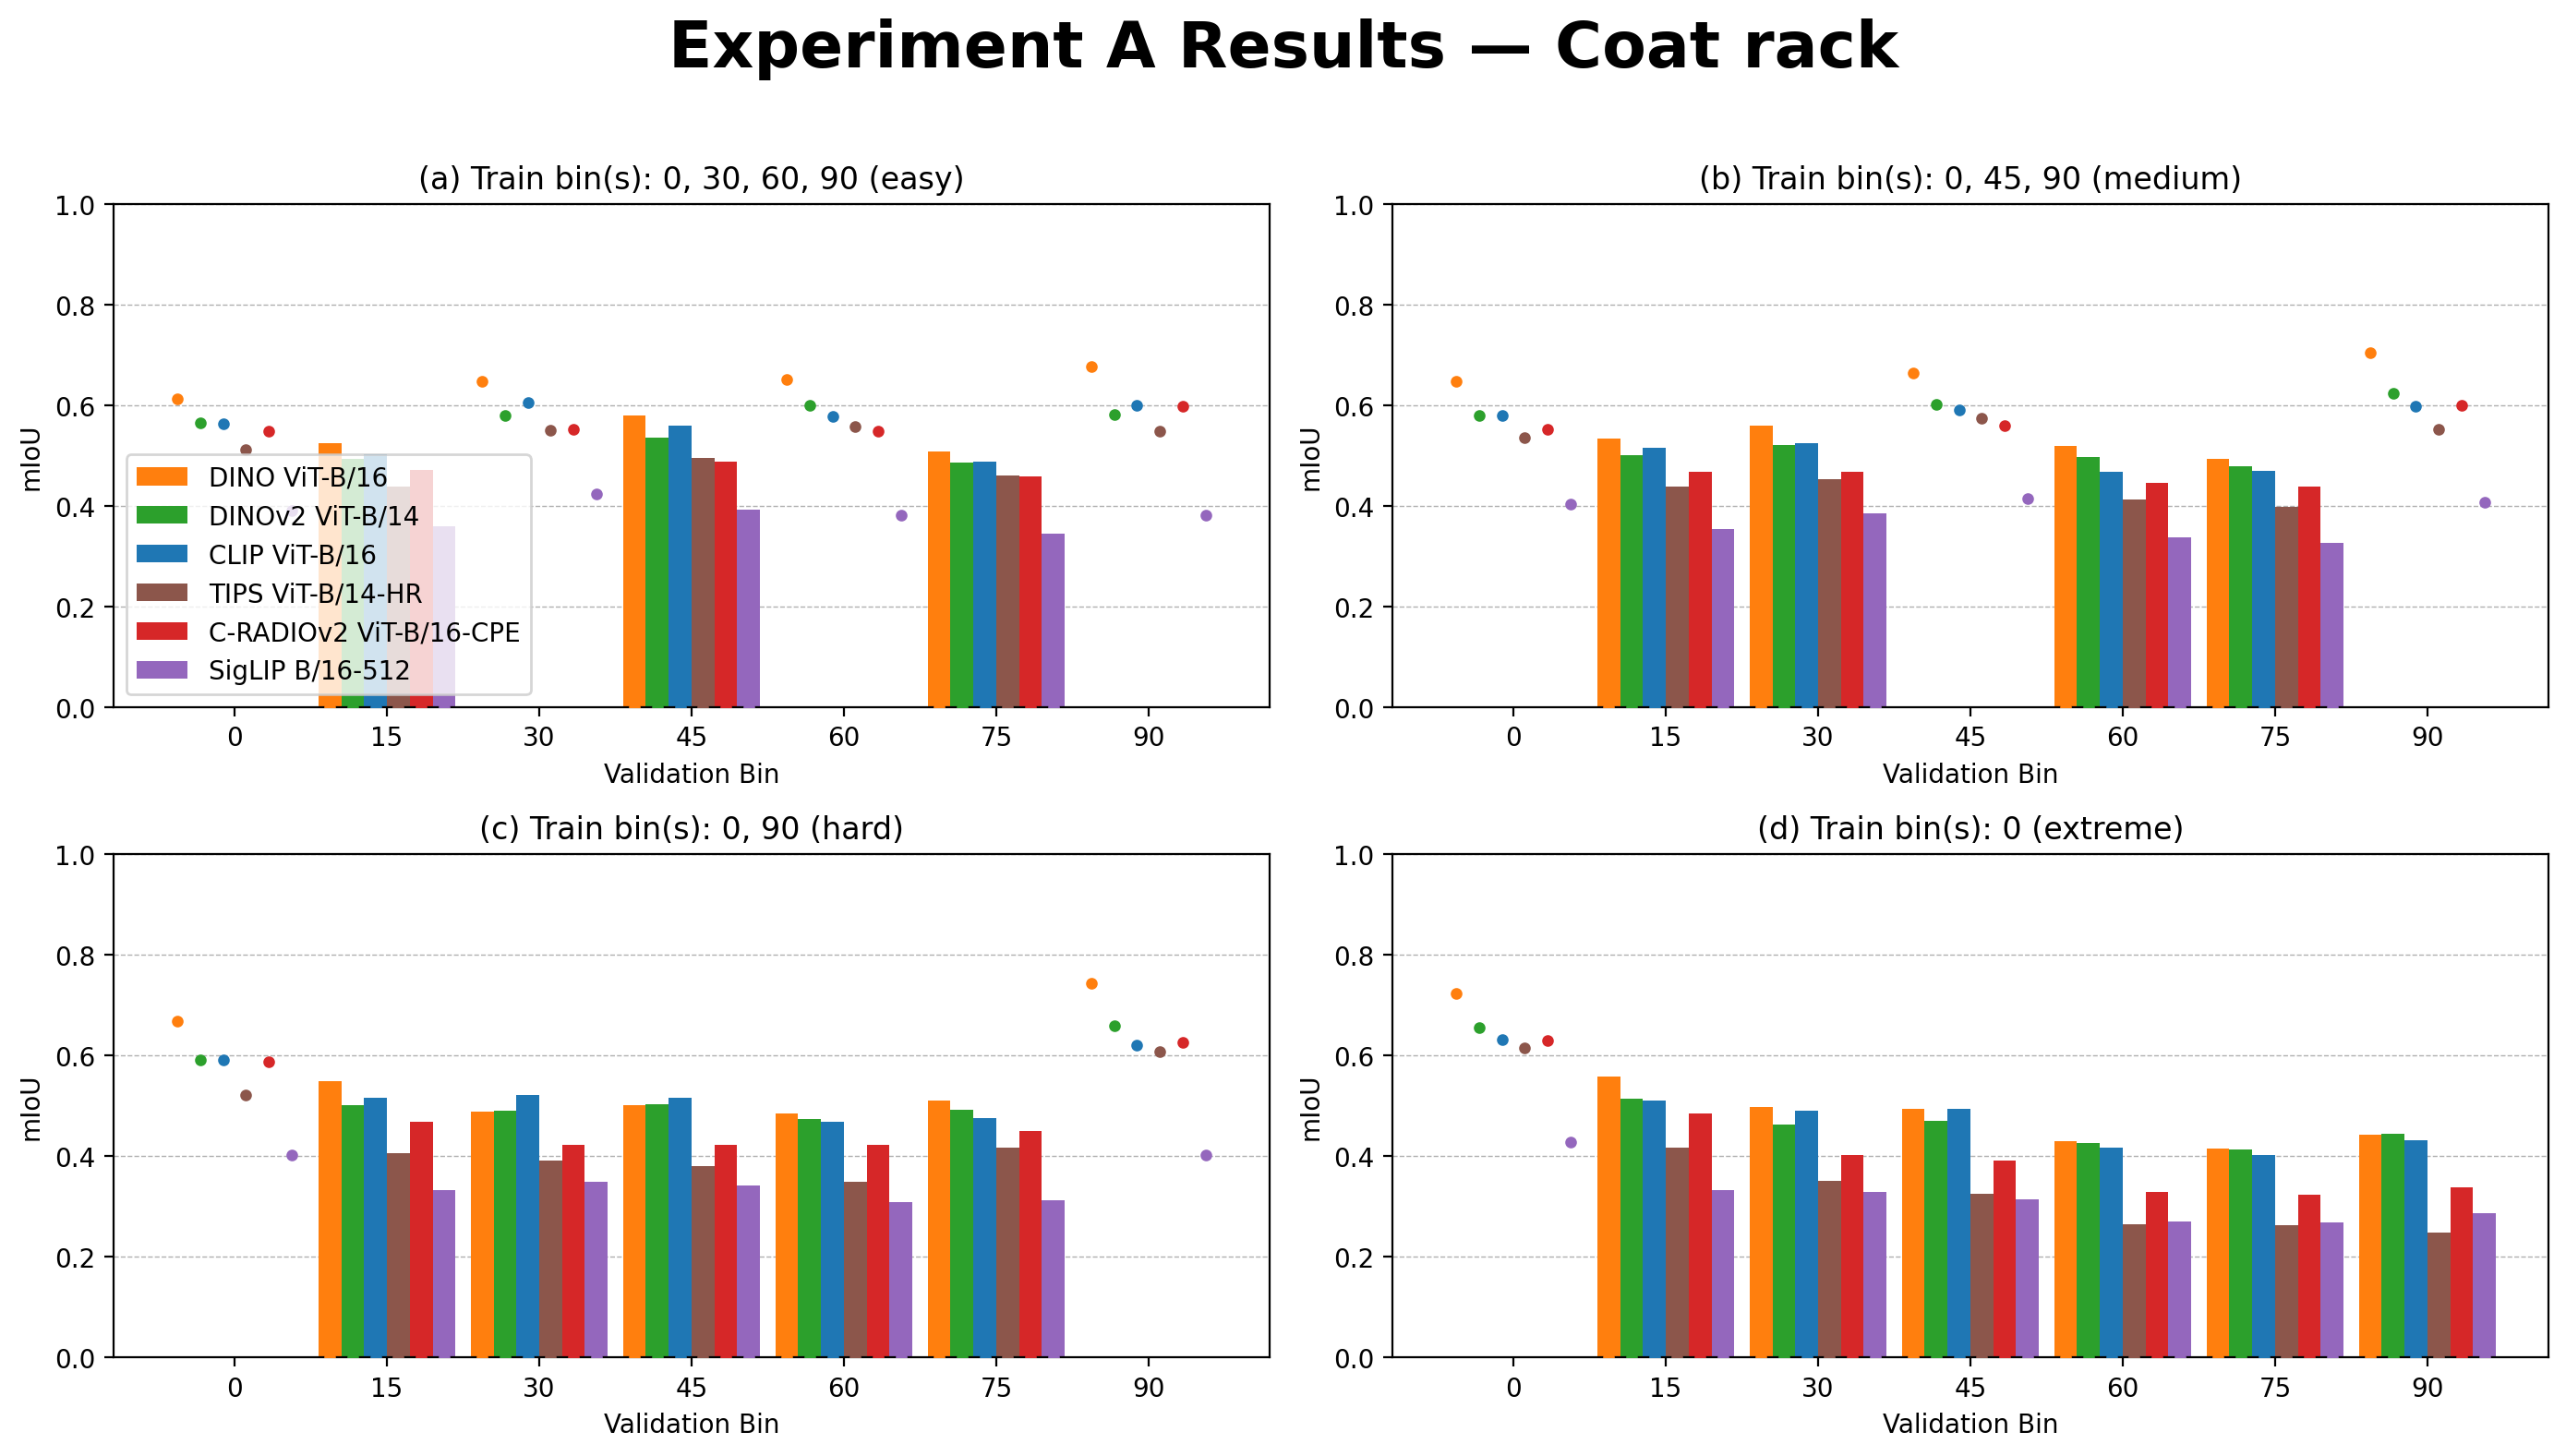 Experiment A Results — Coat rack
(a) Train bin(s): 0, 30, 60, 90 (easy)
1.0
0.8
0.6
0.4
0.2
0.0
mIoU
DINO ViT-B/16
DINOv2 ViT-B/14
CLIP ViT-B/16
TIPS ViT-B/14-HR
C-RADIOv2 ViT-B/16-CPE
SigLIP B/16-512
0 15 30 45 60 75 90
Validation Bin
(b) Train bin(s): 0, 45, 90 (medium)
1.0
0.8
0.6
0.4
0.2
0.0
mIoU
0 15 30 45 60 75 90
Validation Bin
(c) Train bin(s): 0, 90 (hard)
1.0
0.8
0.6
0.4
0.2
0.0
mIoU
0 15 30 45 60 75 90
Validation Bin
(d) Train bin(s): 0 (extreme)
1.0
0.8
0.6
0.4
0.2
0.0
mIoU
0 15 30 45 60 75 90
Validation Bin